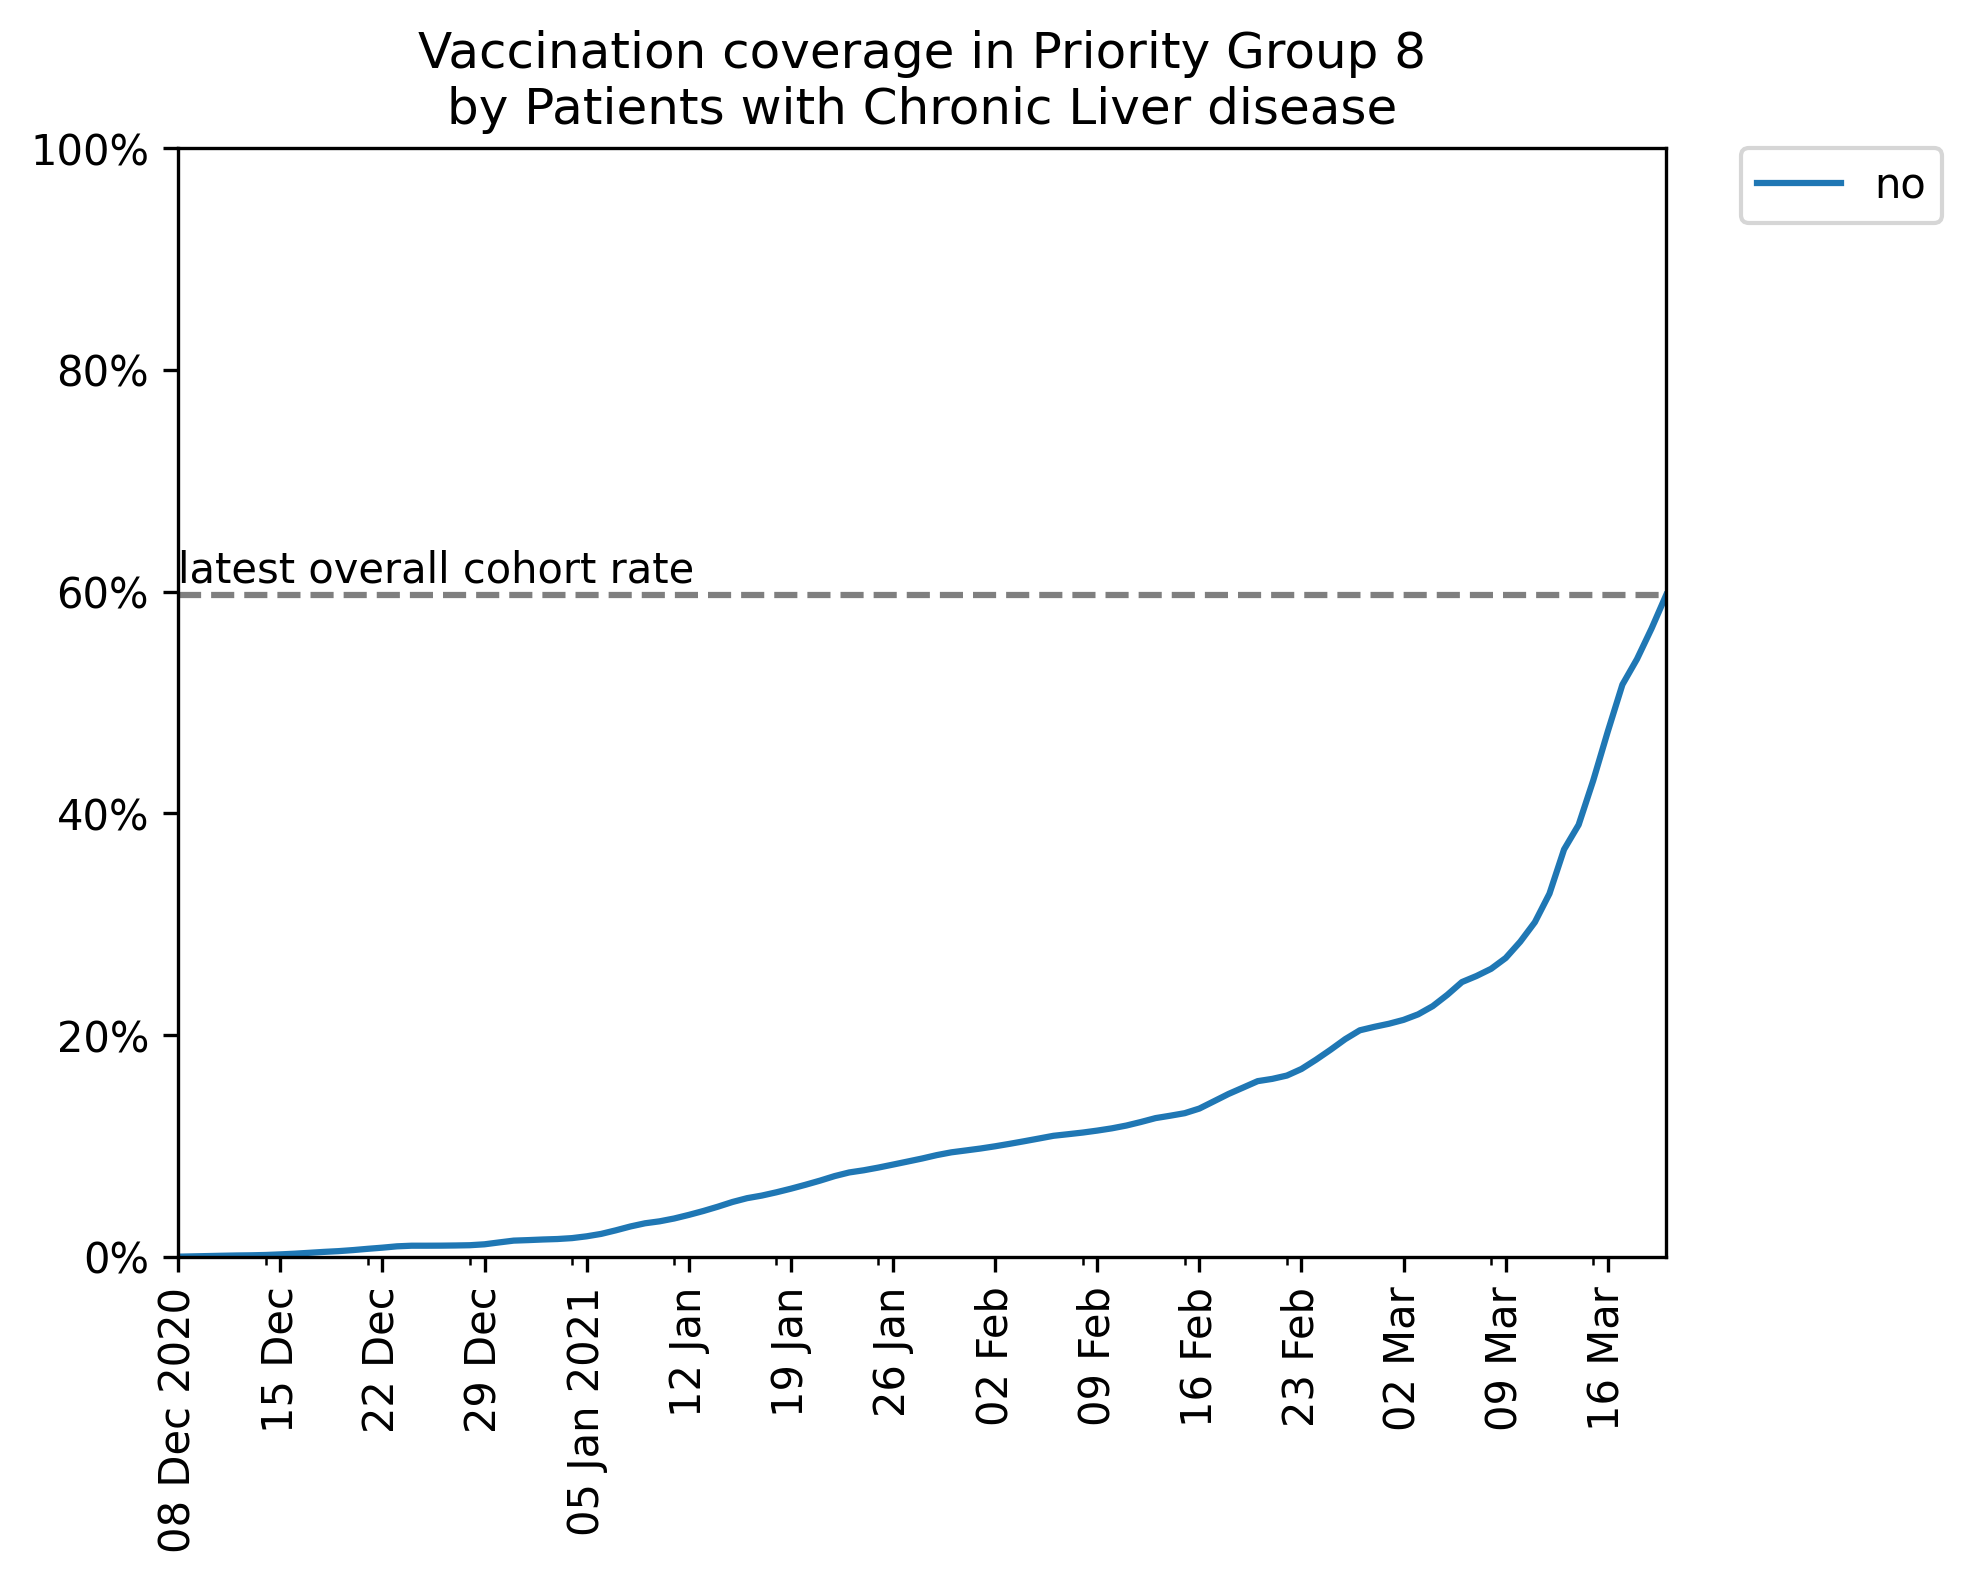 Vaccination coverage in Priority Group 8
by Patients with Chronic Liver disease
100%
80%
60%
40%
20%
0%
latest overall cohort rate
no
08 Dec 2020
15 Dec
22 Dec
29 Dec
05 Jan 2021
12 Jan
19 Jan
26 Jan
02 Feb
09 Feb
16 Feb
23 Feb
02 Mar
09 Mar
16 Mar